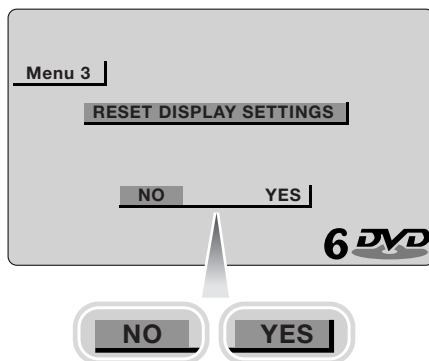 Menu 3
RESET DISPLAY SETTINGS
NO YES
6 DVD
NO YES